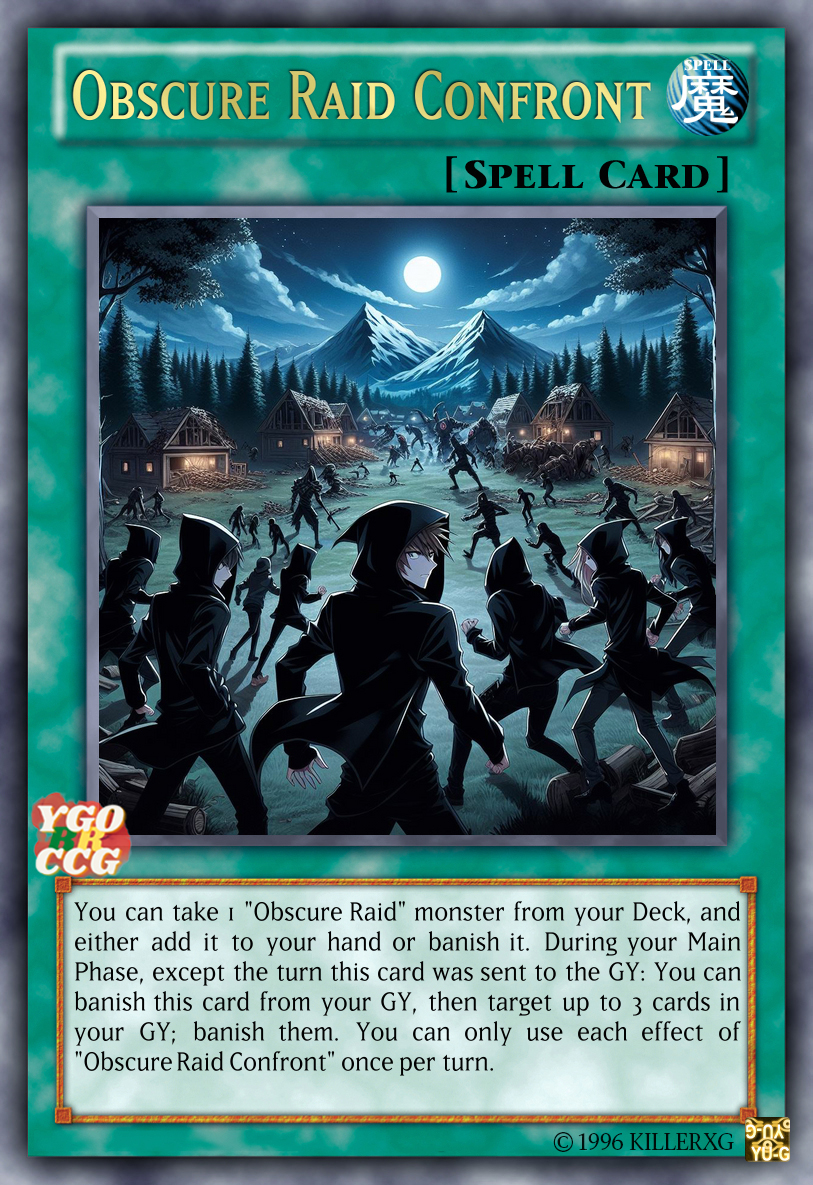 Obscure Raid Confront
SPELL
魔
[Spell Card]
YGO
RR
CCG
You can take 1 "Obscure Raid" monster from your Deck, and
either add it to your hand or banish it. During your Main
Phase, except the turn this card was sent to the GY: You can
banish this card from your GY, then target up to 3 cards in
your GY; banish them. You can only use each effect of
"Obscure Raid Confront" once per turn.
© 1996 KILLERXG